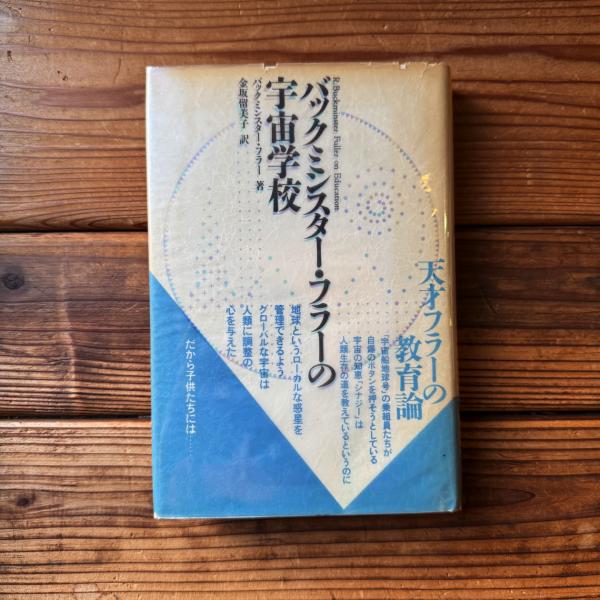 R. Buckminster Fuller on Education
バックミンスター・フラーの
宇宙学校
バックミンスター・フラー 著
金坂留美子 訳
天才フラーの
教育論
「宇宙船地球号」の乗組員たちが
自爆のボタンを押そうとしている
宇宙の知恵「シナジー」は
人類生存の道を教えているというのに
地球というローカルな惑星を
管理できるよう
グローバルな宇宙は
人類に調整の
心を与えた
だから子供たちには……